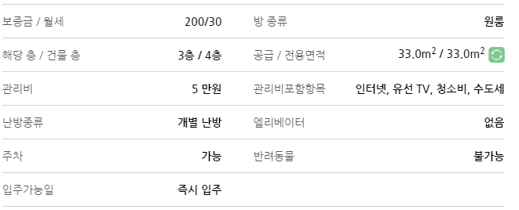 보증금 / 월세 200/30 방 종류 원룸
해당 층 / 건물 층 3층 / 4층 공급 / 전용면적 33.0m² / 33.0m²
관리비 5 만원 관리비포함항목 인터넷, 유선 TV, 청소비, 수도세
난방종류 개별 난방 엘리베이터 없음
주차 가능 반려동물 불가능
입주가능일 즉시 입주